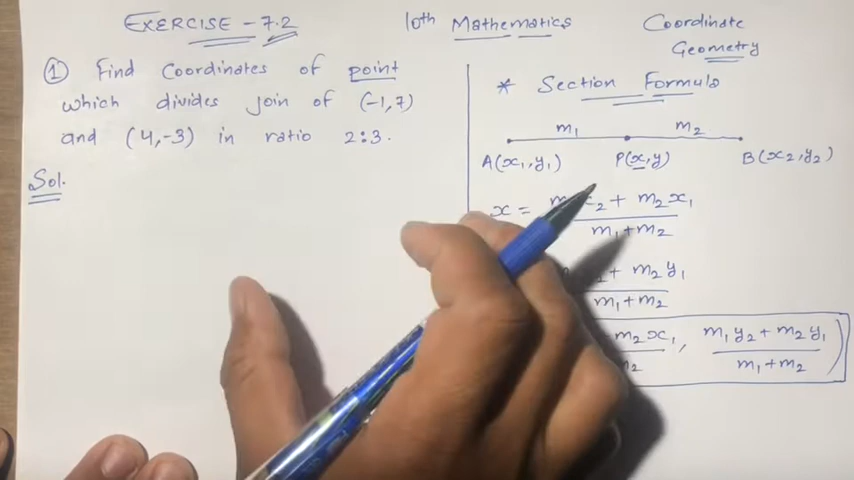 EXERCISE - 7.2
10th Mathematics
Coordinate
Geometry
① Find Coordinates of point
which divides join of (-1,7)
and (4,-3) in ratio 2:3.
Sol.
* Section Formula
m₁ m₂
A(x₁,y₁) P(x,y) B(x₂,y₂)
x = m₂x₁
m₁+m₂
+ m₂y₁
m₁+m₂
+ m₂x₁ , m₁y₂ + m₂y₁ )
m₁+m₂